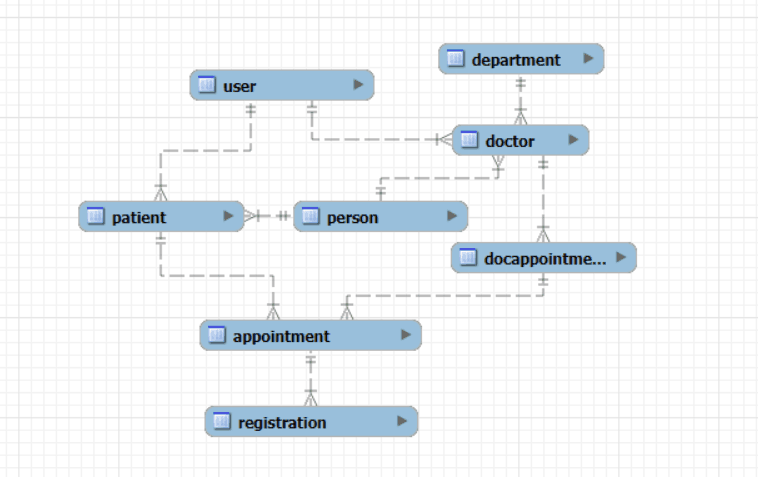 department
user
doctor
patient
person
docappointme...
appointment
registration